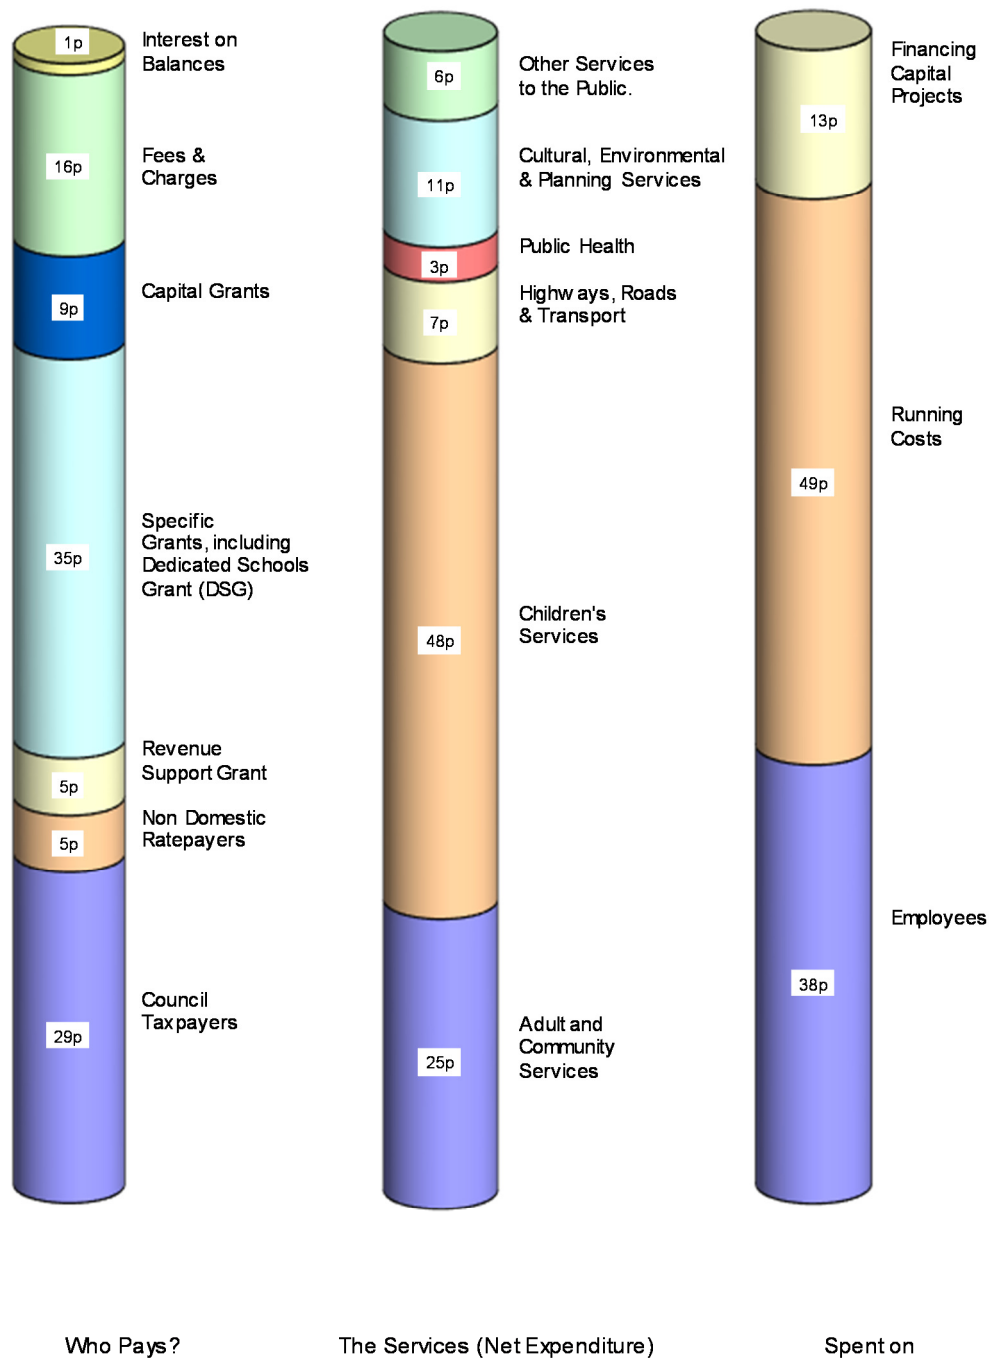 1p
Interest on
Balances
16p
Fees &
Charges
9p
Capital Grants
35p
Specific
Grants, including
Dedicated Schools
Grant (DSG)
5p
Revenue
Support Grant
5p
Non Domestic
Ratepayers
29p
Council
Taxpayers
Who Pays?
6p
Other Services
to the Public.
11p
Cultural, Environmental
& Planning Services
3p
Public Health
7p
Highways, Roads
& Transport
48p
Children's
Services
25p
Adult and
Community
Services
The Services (Net Expenditure)
13p
Financing
Capital
Projects
49p
Running
Costs
38p
Employees
Spent on